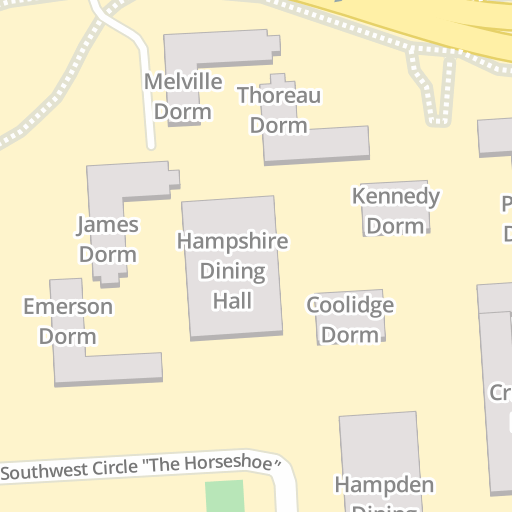 Melville
Dorm
Thoreau
Dorm
Kennedy
Dorm
James
Dorm
Hampshire
Dining
Hall
Emerson
Dorm
Coolidge
Dorm
Southwest Circle "The Horseshoe"
Hampden
Dining